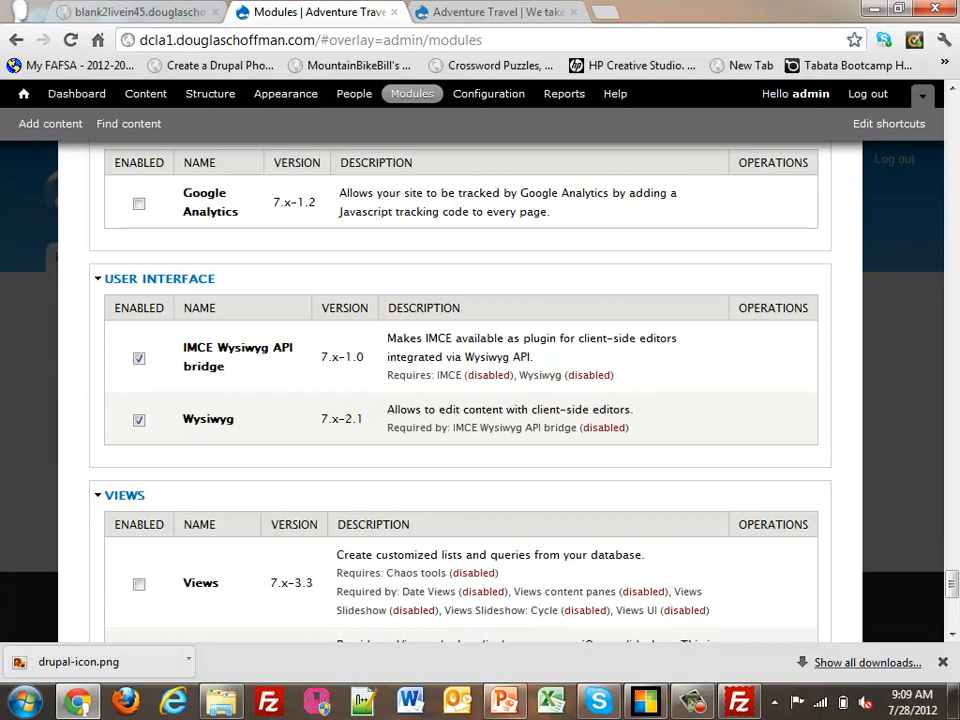 blank2livein45.douglascho
Modules | Adventure Trave
Adventure Travel | We take
dcla1.douglaschoffman.com/#overlay=admin/modules
My FAFSA - 2012-20...
Create a Drupal Pho...
MountainBikeBill's ...
Crossword Puzzles, ...
HP Creative Studio. ...
New Tab
Tabata Bootcamp H...
Dashboard Content Structure Appearance People Modules Configuration Reports Help
Hello admin Log out
Add content Find content
Edit shortcuts
Log out
ENABLED NAME VERSION DESCRIPTION OPERATIONS
Google Analytics
7.x-1.2
Allows your site to be tracked by Google Analytics by adding a
Javascript tracking code to every page.
USER INTERFACE
ENABLED NAME VERSION DESCRIPTION OPERATIONS
IMCE Wysiwyg API
bridge
7.x-1.0
Makes IMCE available as plugin for client-side editors
integrated via Wysiwyg API.
Requires: IMCE (disabled), Wysiwyg (disabled)
Wysiwyg
7.x-2.1
Allows to edit content with client-side editors.
Required by: IMCE Wysiwyg API bridge (disabled)
VIEWS
ENABLED NAME VERSION DESCRIPTION OPERATIONS
Views
7.x-3.3
Create customized lists and queries from your database.
Requires: Chaos tools (disabled)
Required by: Date Views (disabled), Views content panes (disabled), Views
Slideshow (disabled), Views Slideshow: Cycle (disabled), Views UI (disabled)
drupal-icon.png
Show all downloads...
9:09 AM
7/28/2012